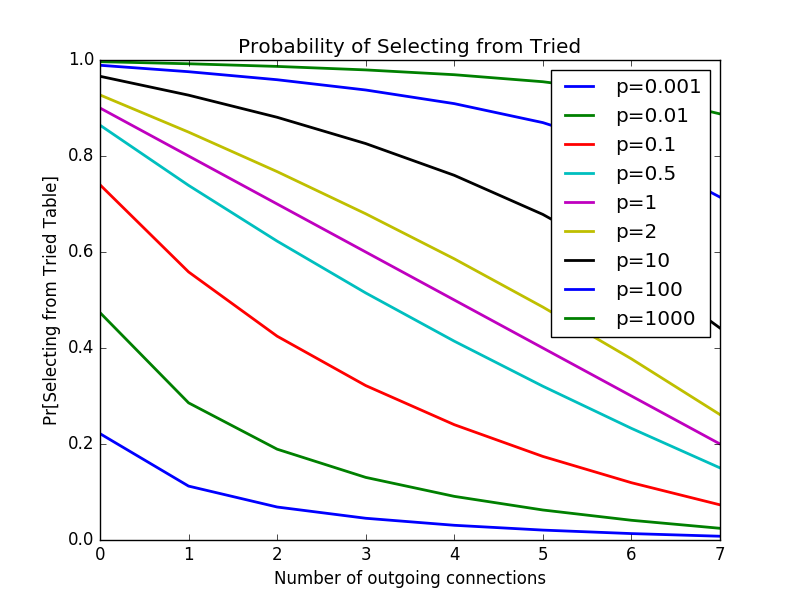 Probability of Selecting from Tried
Pr[Selecting from Tried Table]
1.0
0.8
0.6
0.4
0.2
0.0
0 1 2 3 4 5 6 7
Number of outgoing connections
p=0.001
p=0.01
p=0.1
p=0.5
p=1
p=2
p=10
p=100
p=1000